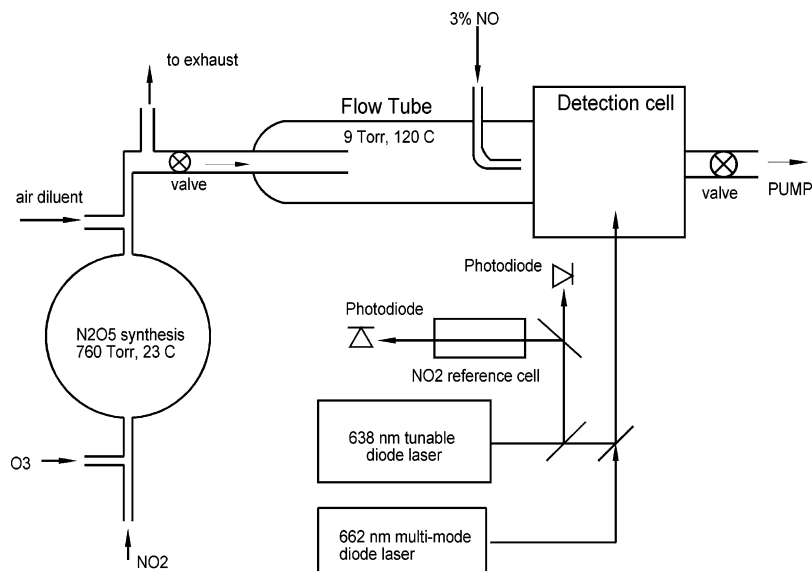 3% NO
to exhaust
Flow Tube
9 Torr, 120 C
Detection cell
valve
air diluent
valve
PUMP
Photodiode
N2O5 synthesis
760 Torr, 23 C
Photodiode
NO2 reference cell
638 nm tunable
diode laser
O3
662 nm multi-mode
diode laser
NO2